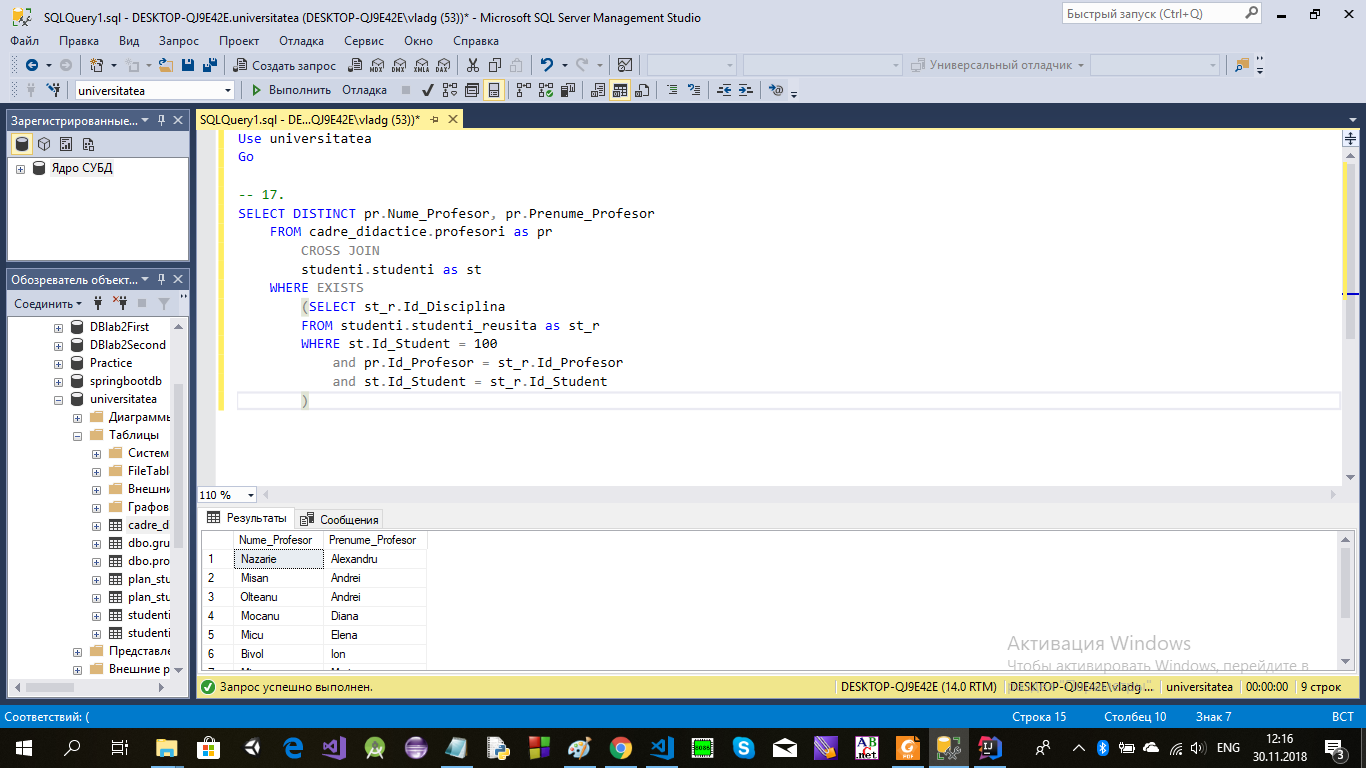 SQLQuery1.sql - DESKTOP-QJ9E42E.universitatea (DESKTOP-QJ9E42E\vladg (53))* - Microsoft SQL Server Management Studio
Быстрый запуск (Ctrl+Q)
Файл Правка Вид Запрос Проект Отладка Сервис Окно Справка
Создать запрос MDX DMX XMLA DAX Универсальный отладчик
universitatea Выполнить Отладка
Зарегистрированные...
SQLQuery1.sql - DE...QJ9E42E\vladg (53))*
Ядро СУБД
Use universitatea
Go
-- 17.
SELECT DISTINCT pr.Nume_Profesor, pr.Prenume_Profesor
FROM cadre_didactice.profesori as pr
CROSS JOIN
studenti.studenti as st
WHERE EXISTS
(SELECT st_r.Id_Disciplina
FROM studenti.studenti_reusita as st_r
WHERE st.Id_Student = 100
and pr.Id_Profesor = st_r.Id_Profesor
and st.Id_Student = st_r.Id_Student
)
Обозреватель объект...
Соединить
DBlab2First
DBlab2Second
Practice
springbootdb
universitatea
Диаграммы
Таблицы
Систем
FileTabl
Внешни
Графов
cadre_d
dbo.gru
dbo.pro
plan_stu
plan_stu
studenti
studenti
Представле
Внешние р
110 %
Результаты Сообщения
Nume_Profesor Prenume_Profesor
1 Nazarie Alexandru
2 Misan Andrei
3 Olteanu Andrei
4 Mocanu Diana
5 Micu Elena
6 Bivol Ion
Активация Windows
Чтобы активировать Windows, перейдите в
Запрос успешно выполнен.
DESKTOP-QJ9E42E (14.0 RTM) DESKTOP-QJ9E42E\vladg ... universitatea 00:00:00 9 строк
Соответствий: ( Строка 15 Столбец 10 Знак 7 ВСТ
ENG
12:16
30.11.2018
3